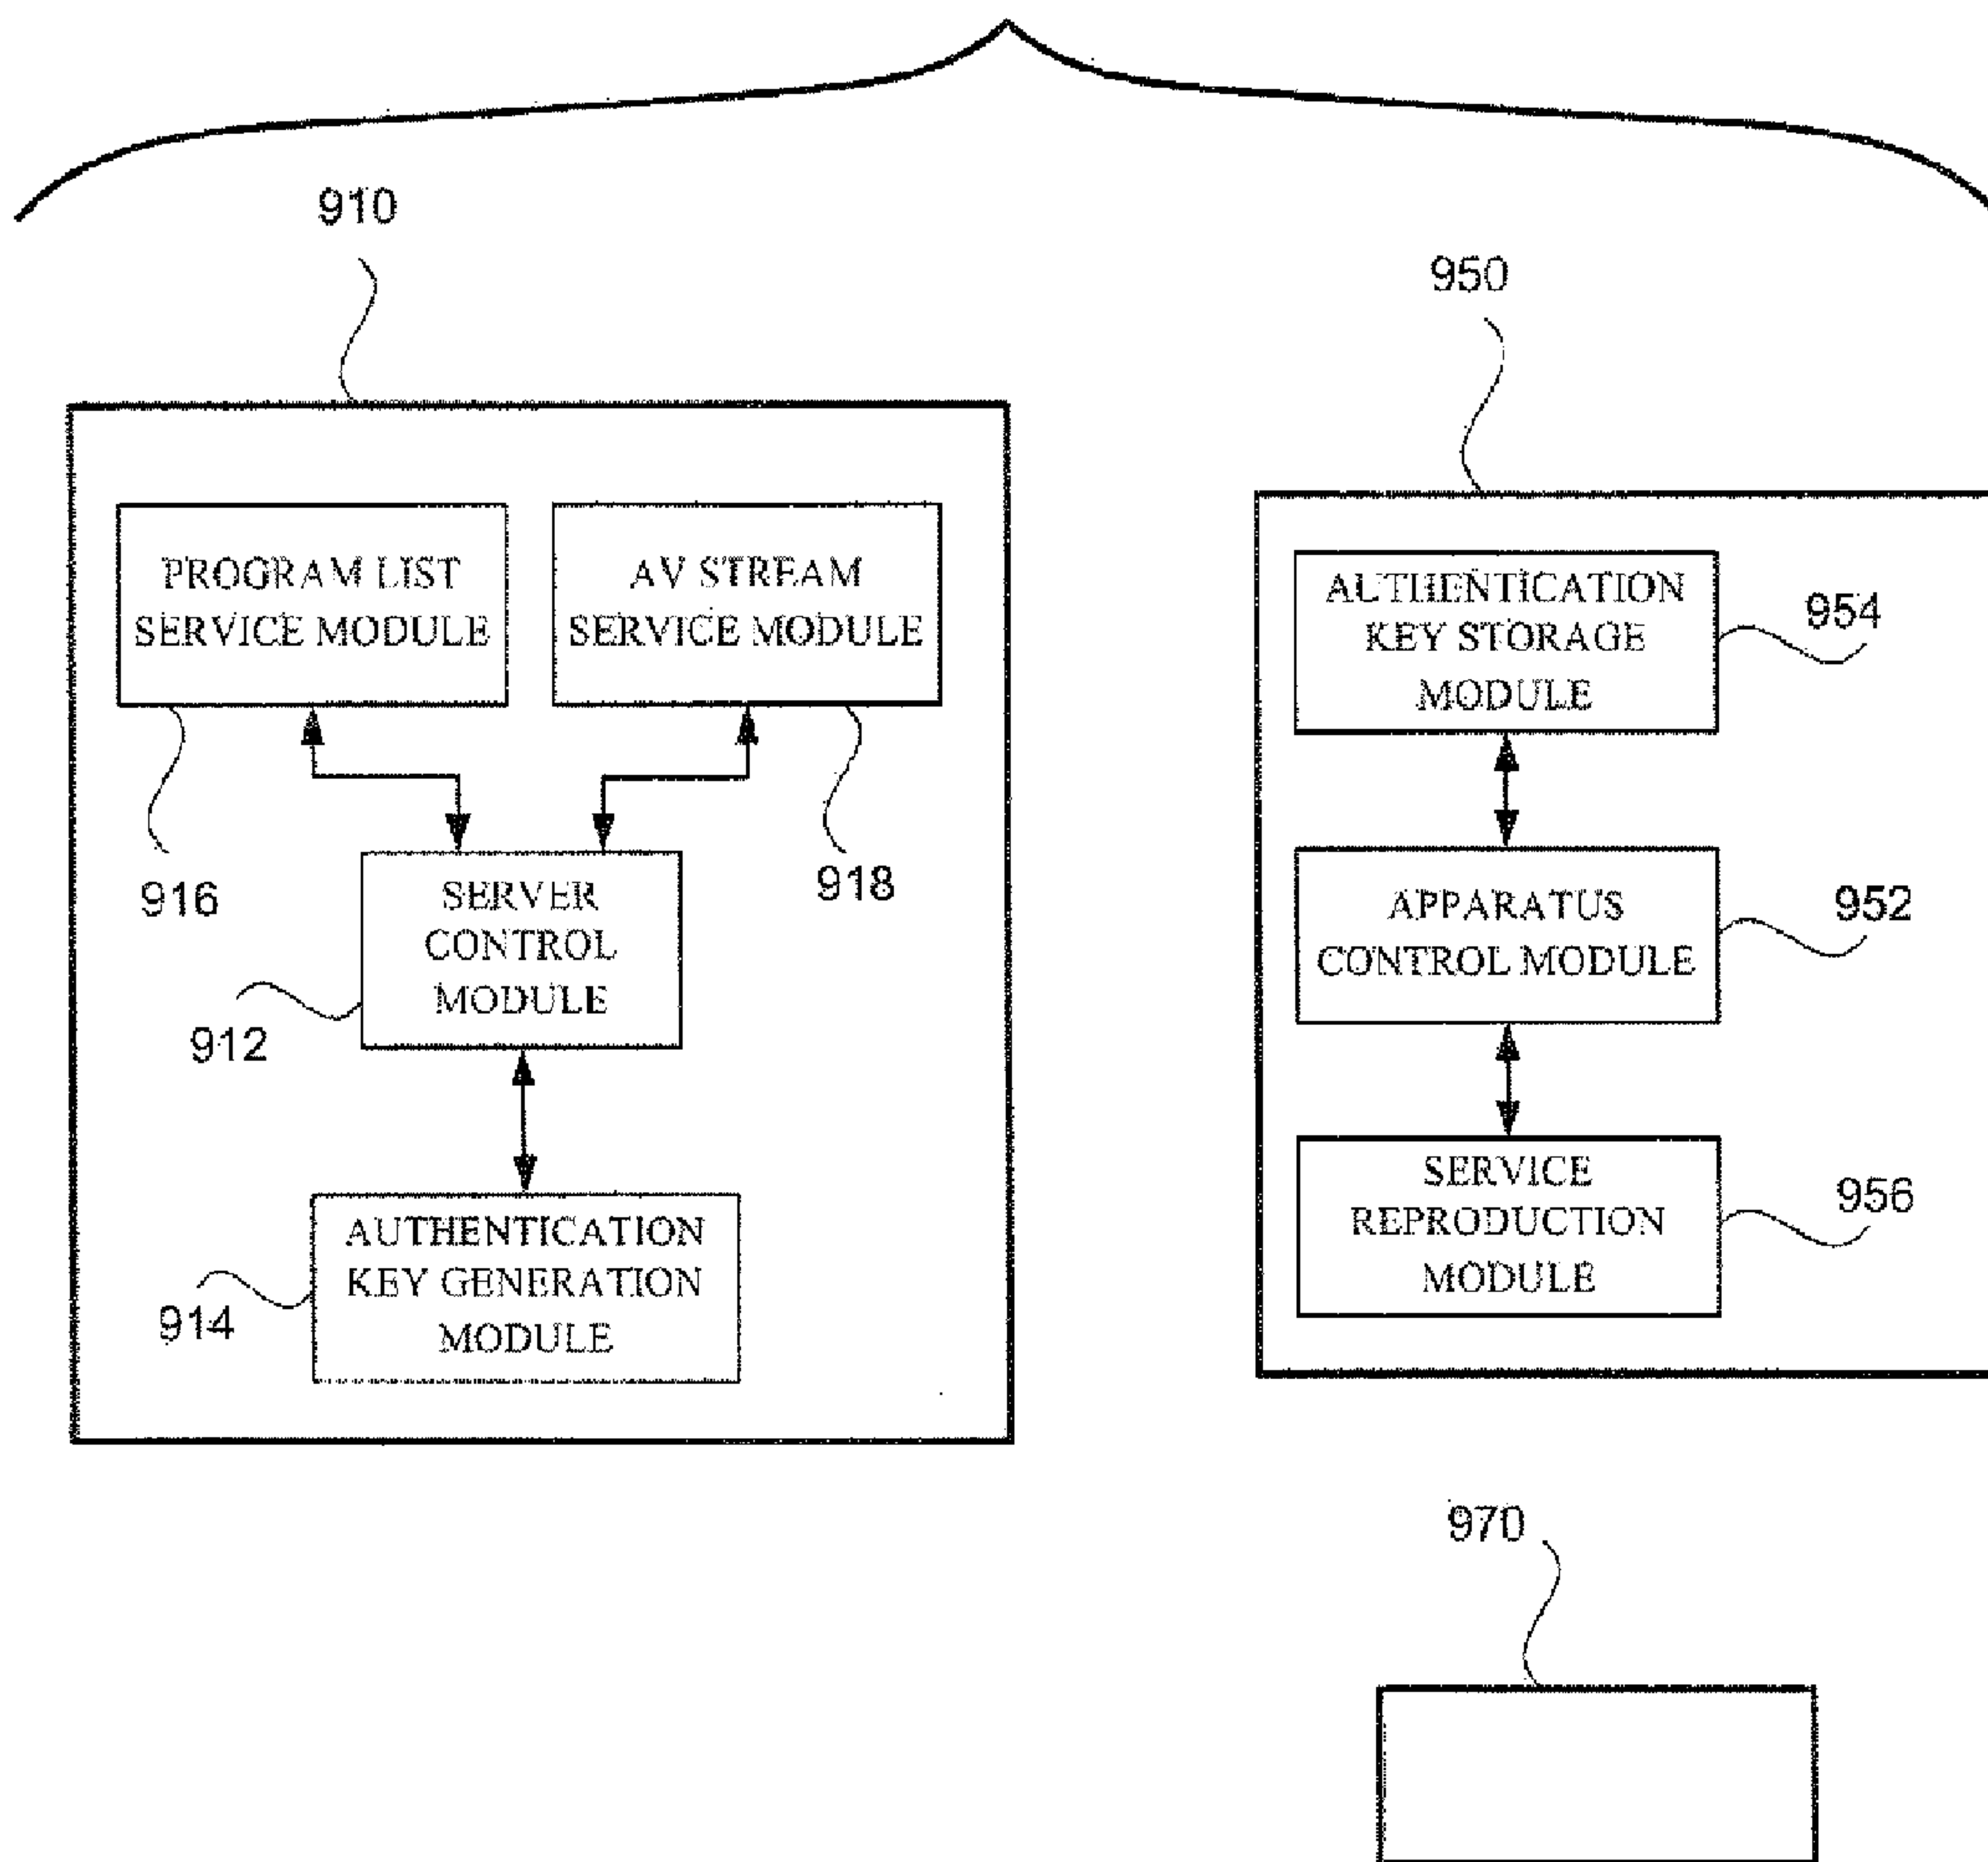 910
950
PROGRAM LIST
SERVICE MODULE
AV STREAM
SERVICE MODULE
916
918
SERVER
CONTROL
MODULE
912
AUTHENTICATION
KEY GENERATION
MODULE
914
AUTHENTICATION
KEY STORAGE
MODULE
954
APPARATUS
CONTROL MODULE
952
SERVICE
REPRODUCTION
MODULE
956
970